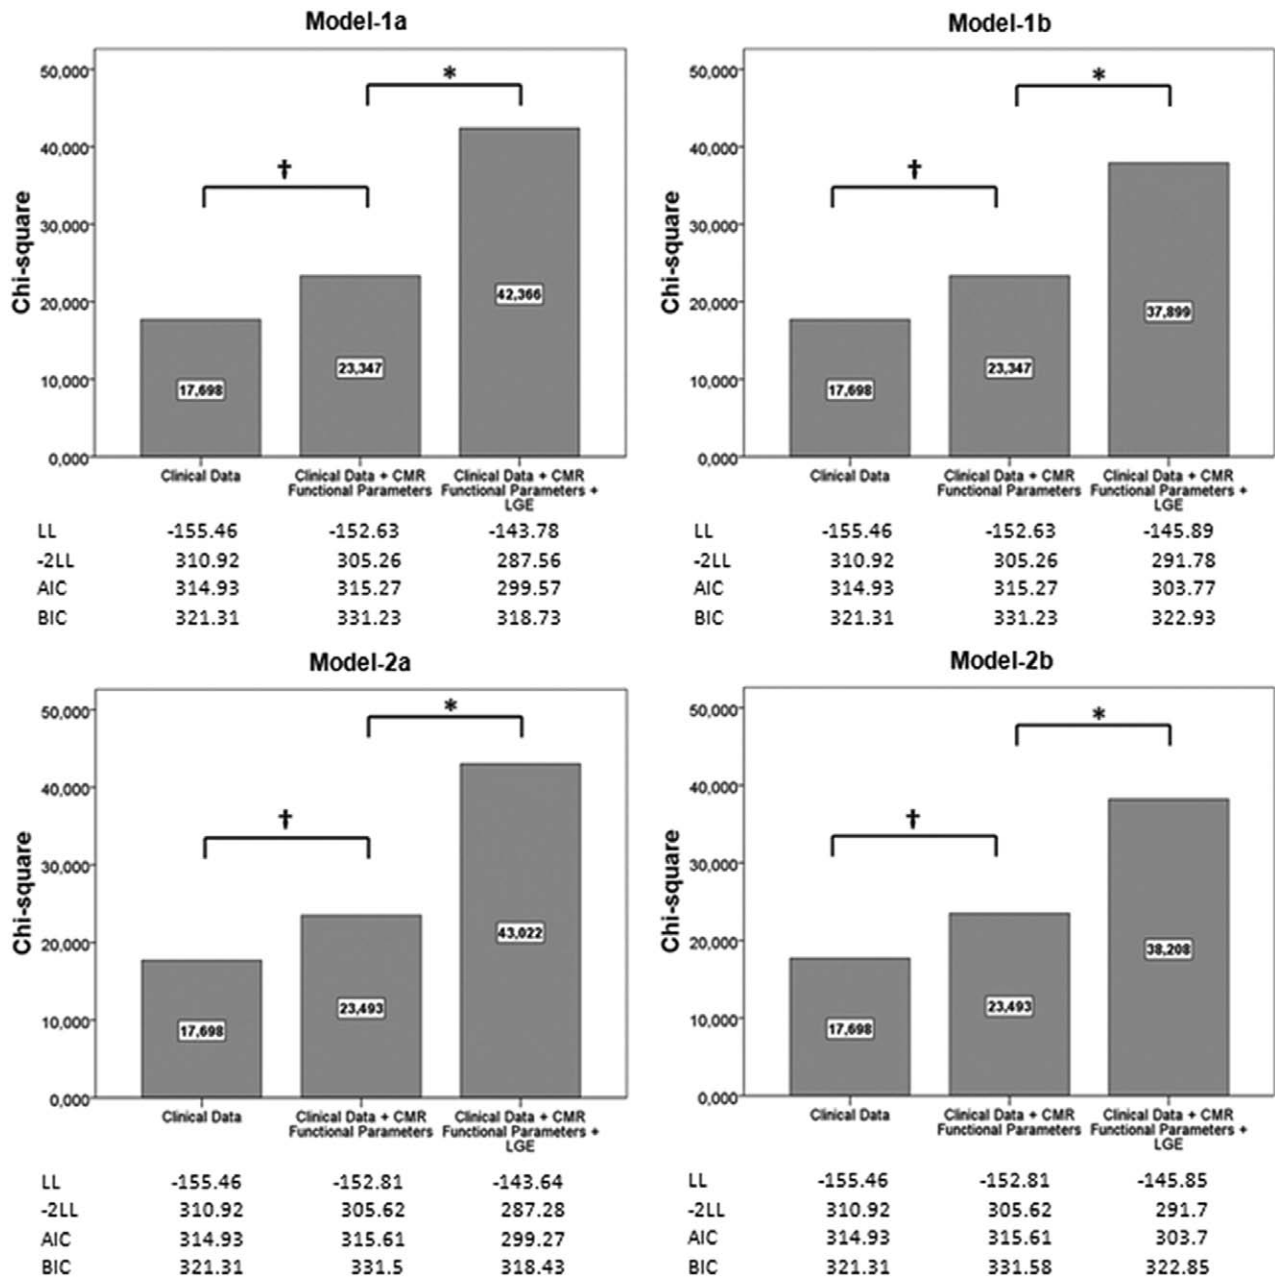 Model-1a
Chi-square
50,000
40,000
30,000
20,000
10,000
0,000
*
†
17,698
23,347
42,366
Clinical Data
Clinical Data + CMR
Functional Parameters
Clinical Data + CMR
Functional Parameters +
LGE
LL -155.46 -152.63 -143.78
-2LL 310.92 305.26 287.56
AIC 314.93 315.27 299.57
BIC 321.31 331.23 318.73
Model-1b
Chi-square
50,000
40,000
30,000
20,000
10,000
0,000
*
†
17,698
23,347
37,899
Clinical Data
Clinical Data + CMR
Functional Parameters
Clinical Data + CMR
Functional Parameters +
LGE
LL -155.46 -152.63 -145.89
-2LL 310.92 305.26 291.78
AIC 314.93 315.27 303.77
BIC 321.31 331.23 322.93
Model-2a
Chi-square
50,000
40,000
30,000
20,000
10,000
0,000
*
†
17,698
23,493
43,022
Clinical Data
Clinical Data + CMR
Functional Parameters
Clinical Data + CMR
Functional Parameters +
LGE
LL -155.46 -152.81 -143.64
-2LL 310.92 305.62 287.28
AIC 314.93 315.61 299.27
BIC 321.31 331.5 318.43
Model-2b
Chi-square
50,000
40,000
30,000
20,000
10,000
0,000
*
†
17,698
23,493
38,208
Clinical Data
Clinical Data + CMR
Functional Parameters
Clinical Data + CMR
Functional Parameters +
LGE
LL -155.46 -152.81 -145.85
-2LL 310.92 305.62 291.7
AIC 314.93 315.61 303.7
BIC 321.31 331.58 322.85